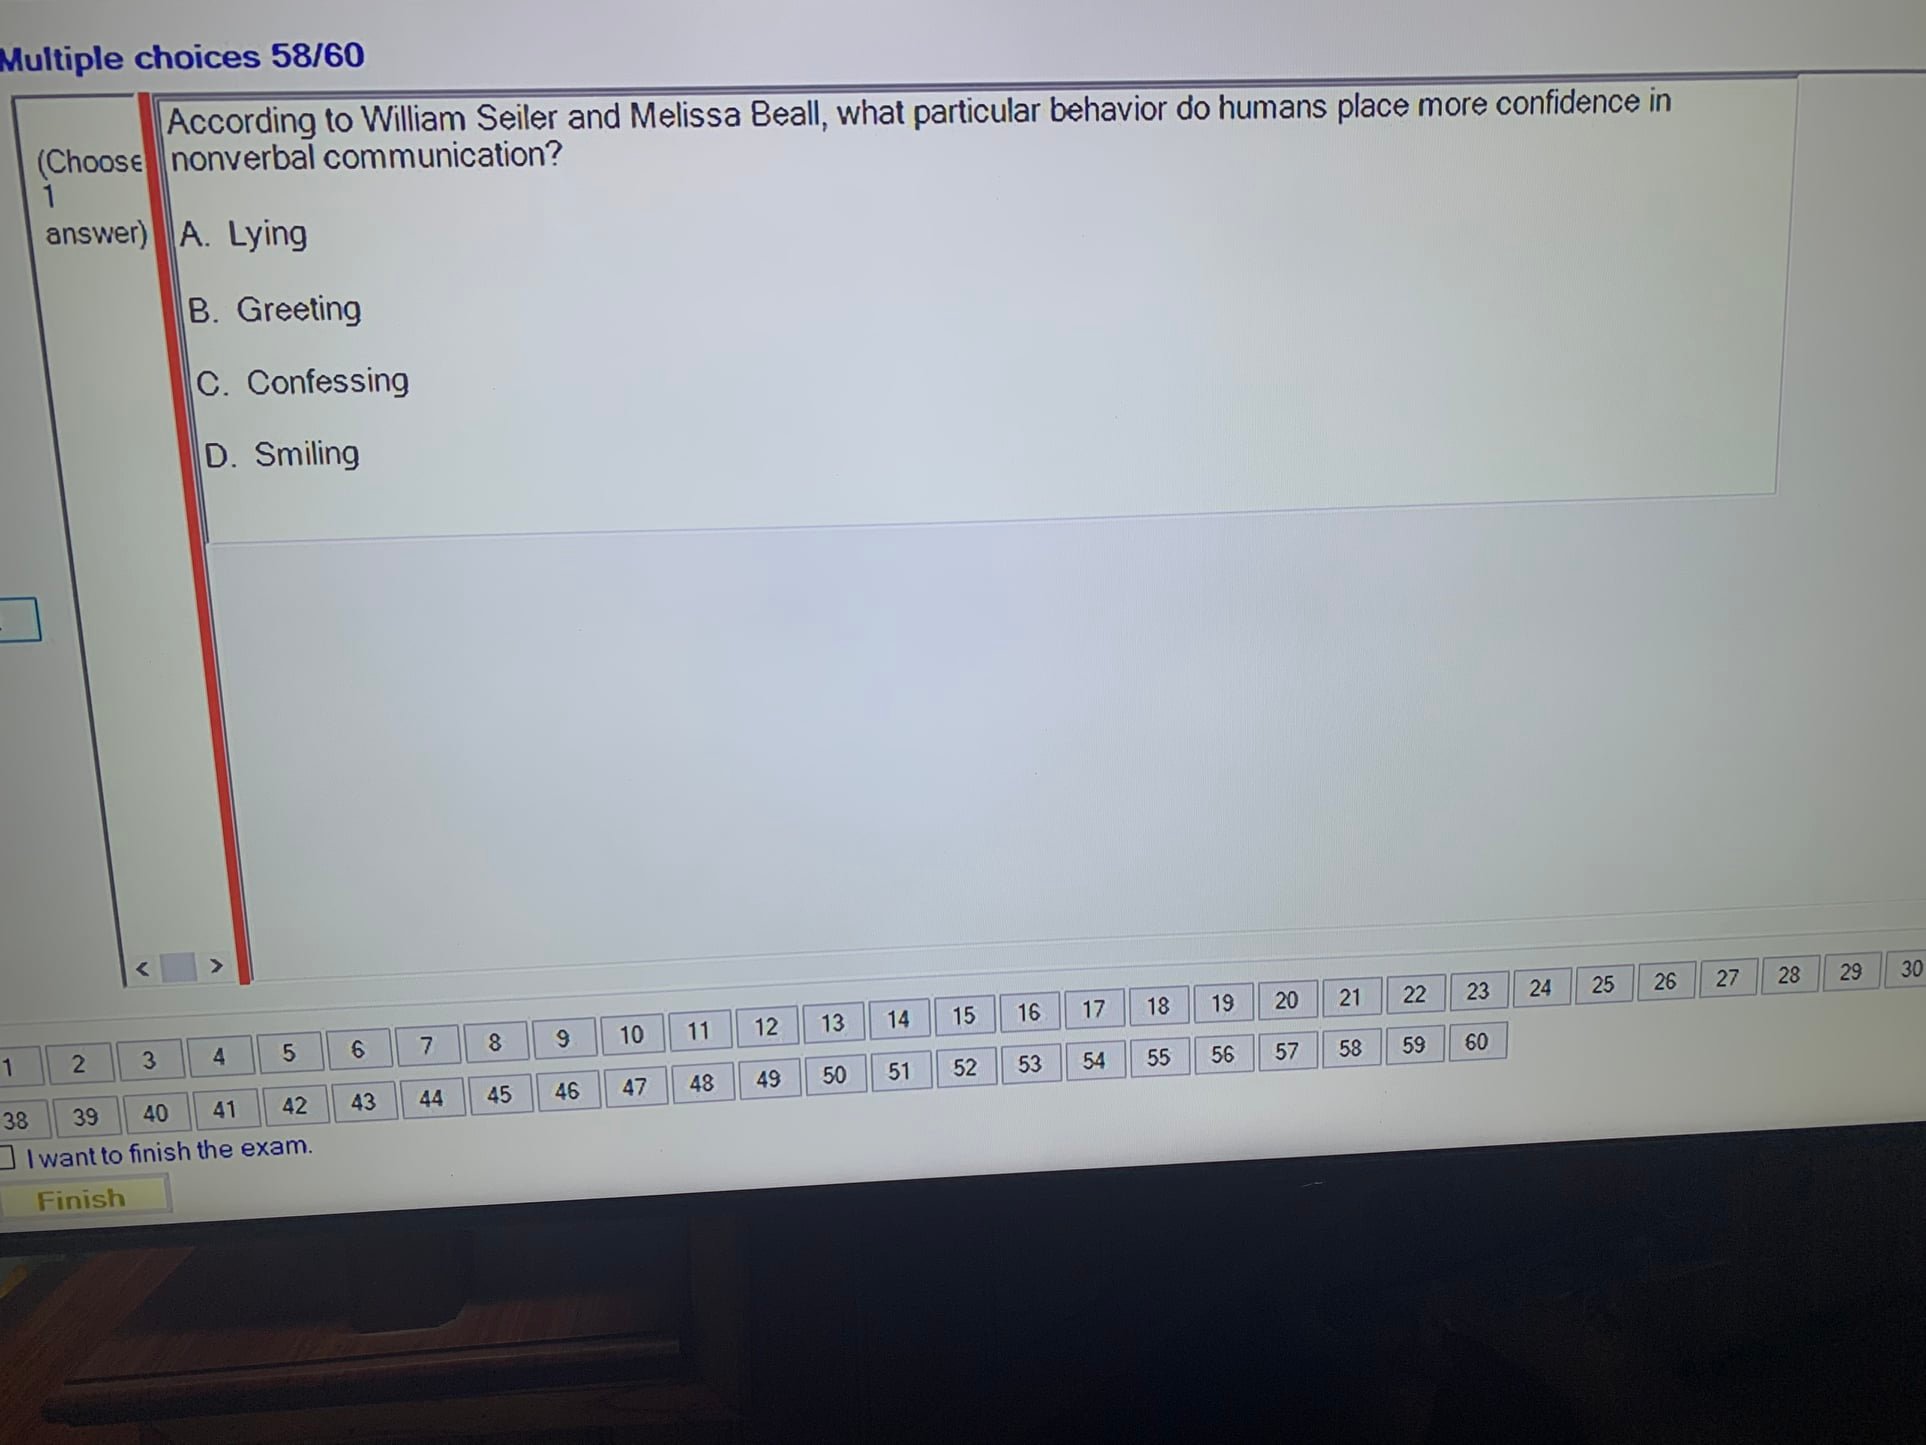 Multiple choices 58/60
(Choose
1
answer)
According to William Seiler and Melissa Beall, what particular behavior do humans place more confidence in
nonverbal communication?
A. Lying
B. Greeting
C. Confessing
D. Smiling
< >
1 2 3 4 5 6 7 8 9 10 11 12 13 14 15 16 17 18 19 20 21 22 23 24 25 26 27 28 29 30
38 39 40 41 42 43 44 45 46 47 48 49 50 51 52 53 54 55 56 57 58 59 60
I want to finish the exam.
Finish